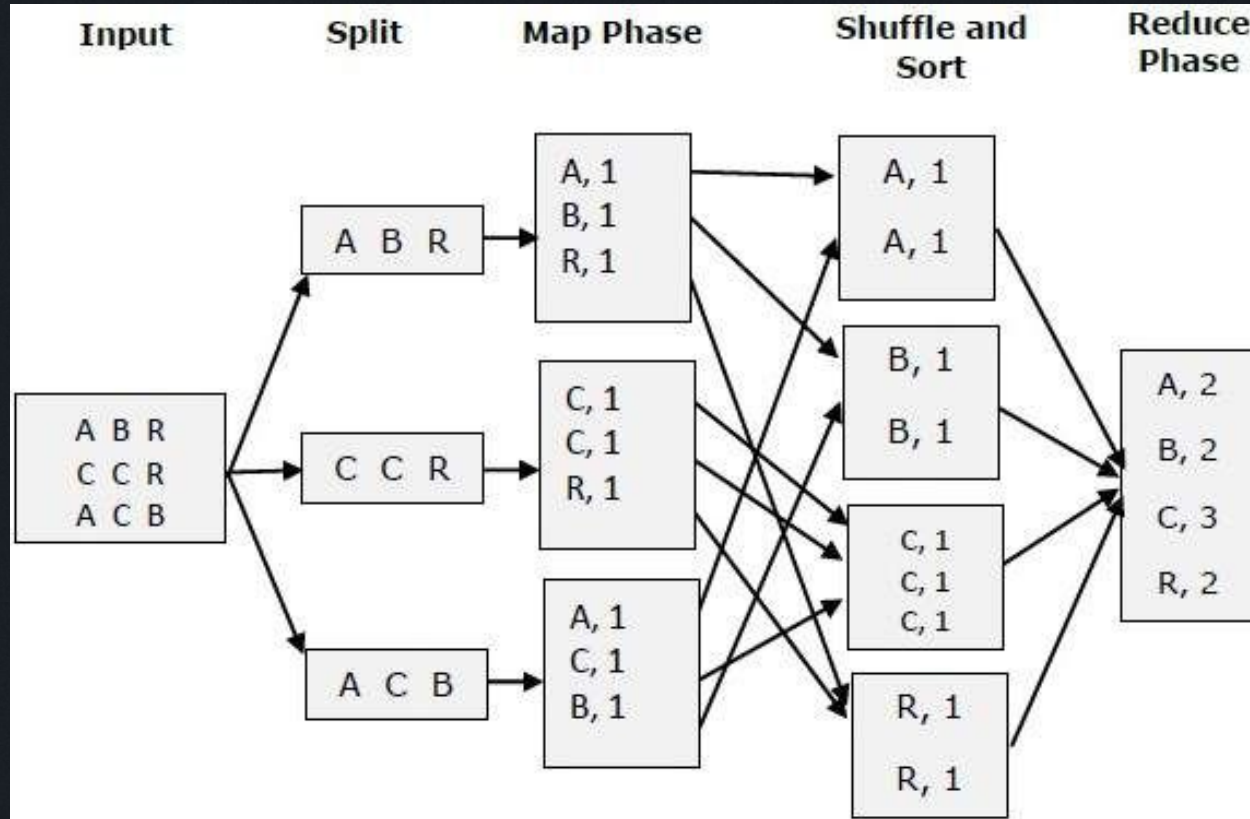 Input
Split
Map Phase
Shuffle and
Sort
Reduce
Phase
A B R
C C R
A C B
A B R
C C R
A C B
A, 1
B, 1
R, 1
C, 1
C, 1
R, 1
A, 1
C, 1
B, 1
A, 1
A, 1
B, 1
B, 1
C, 1
C, 1
C, 1
R, 1
R, 1
A, 2
B, 2
C, 3
R, 2